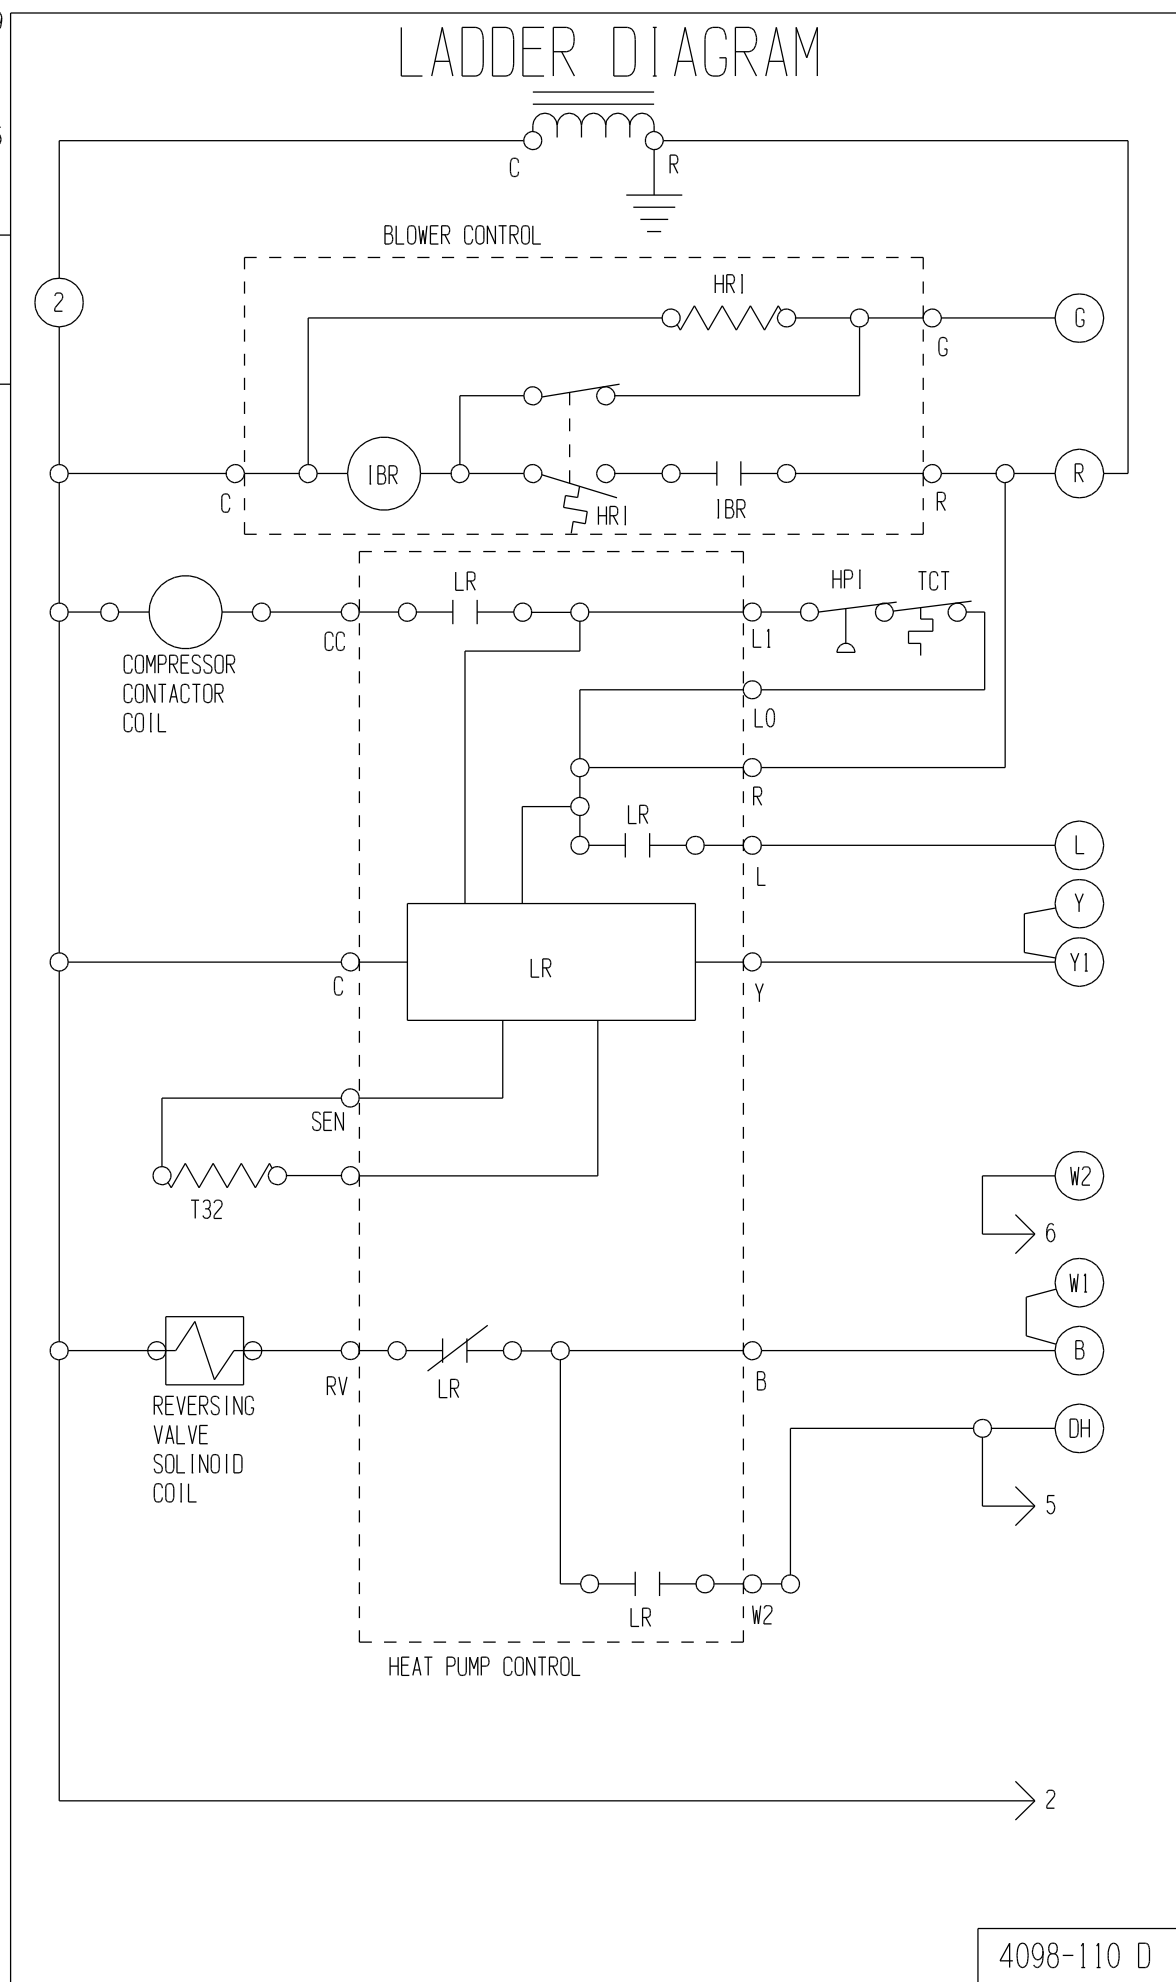 LADDER DIAGRAM
C
R
BLOWER CONTROL
HR1
2
G
G
IBR
R
C
HR1
IBR
R
LR
HP1
TCT
CC
L1
COMPRESSOR
CONTACTOR
COIL
LO
R
LR
L
L
Y
LR
Y1
C
Y
SEN
W2
T32
6
W1
B
RV
LR
B
REVERSING
VALVE
SOLINOID
COIL
DH
5
LR
W2
HEAT PUMP CONTROL
2
4098-110 D